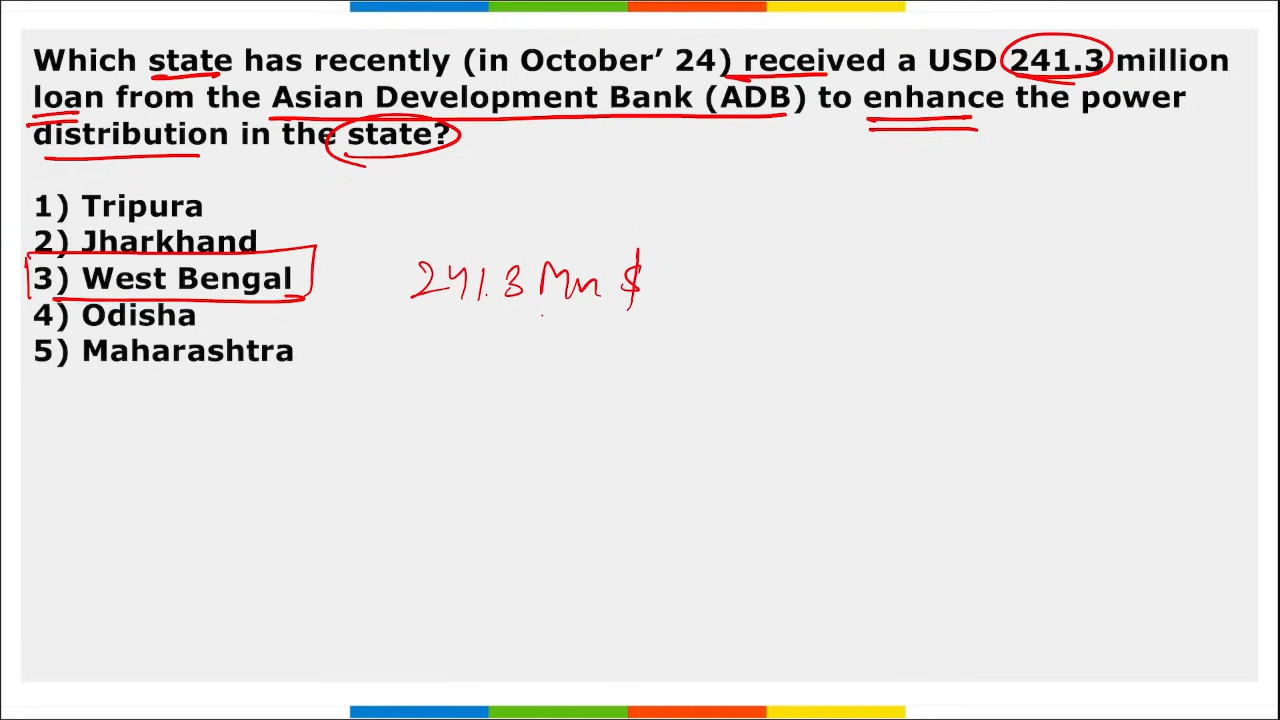 Which state has recently (in October’ 24) received a USD 241.3 million
loan from the Asian Development Bank (ADB) to enhance the power
distribution in the state?
1) Tripura
2) Jharkhand
3) West Bengal
241.3 Mn $
4) Odisha
5) Maharashtra